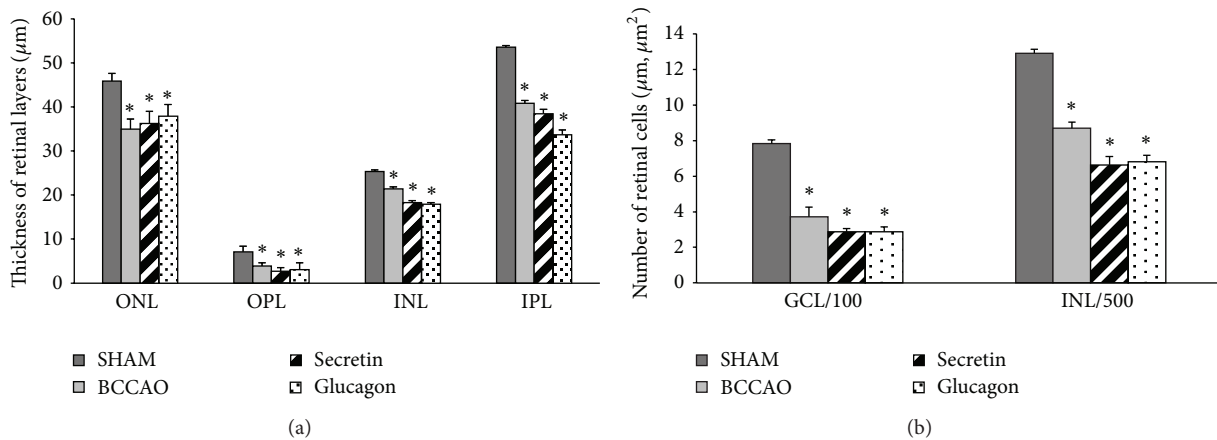 60
50
40
30
20
10
0
Thickness of retinal layers (μm)
* * *
* * *
* * *
* * *
ONL OPL INL IPL
SHAM Secretin
BCCAO Glucagon
(a)
14
12
10
8
6
4
2
0
Number of retinal cells (μm, μm²)
* * *
* * *
GCL/100 INL/500
SHAM Secretin
BCCAO Glucagon
(b)